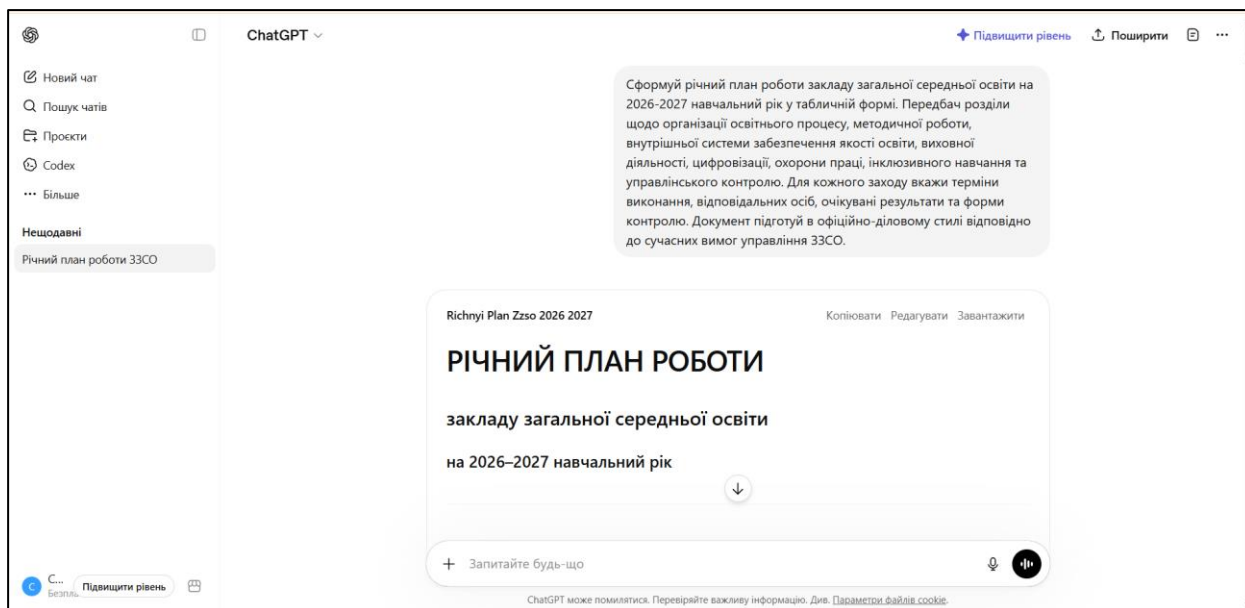 ChatGPT
Підвищити рівень
Поширити
Новий чат
Пошук чатів
Проєкти
Codex
Більше
Нещодавні
Річний план роботи ЗЗСО
Сформуй річний план роботи закладу загальної середньої освіти на
2026-2027 навчальний рік у табличній формі. Передбач розділи
щодо організації освітнього процесу, методичної роботи,
внутрішньої системи забезпечення якості освіти, виховної
діяльності, цифровізації, охорони праці, інклюзивного навчання та
управлінського контролю. Для кожного заходу вкажи терміни
виконання, відповідальних осіб, очікувані результати та форми
контролю. Документ підготуй в офіційно-діловому стилі відповідно
до сучасних вимог управління ЗЗСО.
Richnyi Plan Zzso 2026 2027
Копіювати Редагувати Завантажити
РІЧНИЙ ПЛАН РОБОТИ
закладу загальної середньої освіти
на 2026–2027 навчальний рік
Запитайте будь-що
С
С...
Підвищити рівень
ChatGPT може помилятися. Перевіряйте важливу інформацію. Див. Параметри файлів cookie.